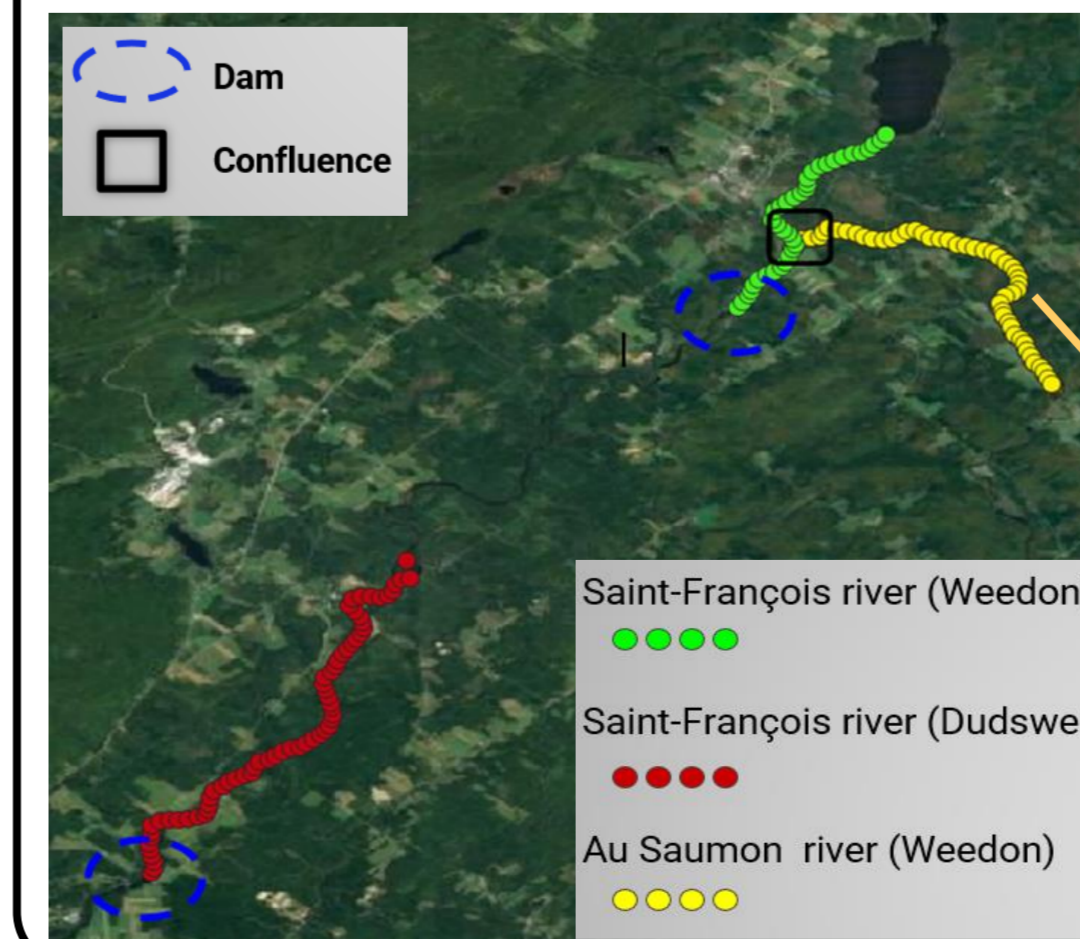 Dam
Confluence
Saint-François river (Weedon
Saint-François river (Dudswe
Au Saumon river (Weedon)